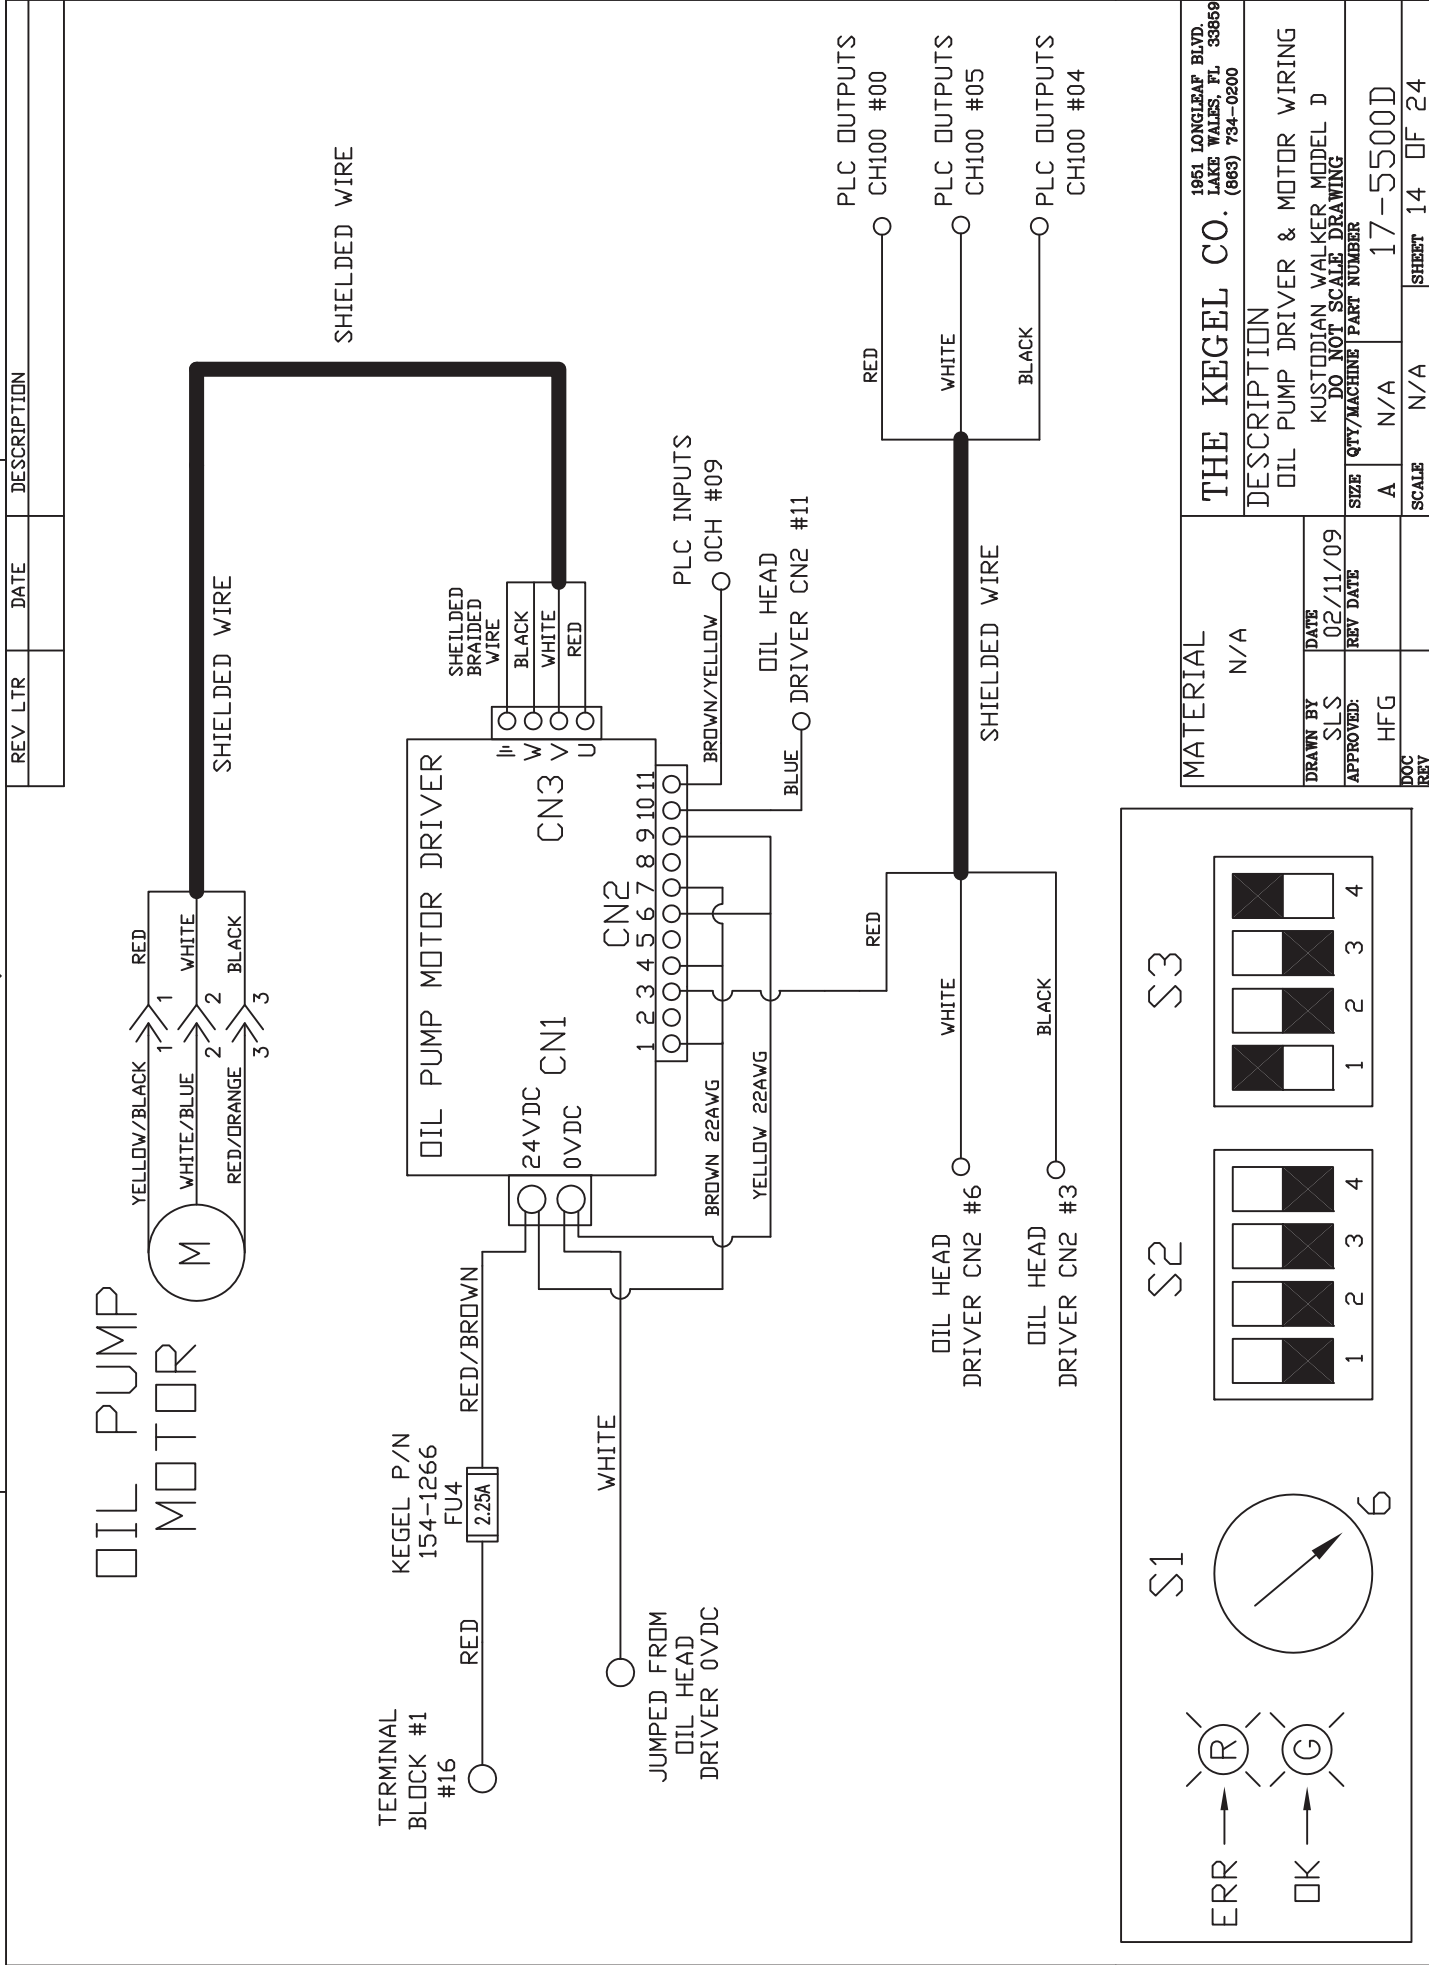 REV LTR
DATE
DESCRIPTION
OIL PUMP
MOTOR
M
YELLOW/BLACK
WHITE/BLUE
RED/ORANGE
1
2
3
1
2
3
RED
WHITE
BLACK
SHIELDED WIRE
SHIELDED WIRE
TERMINAL
BLOCK #1
#16
RED
KEGEL P/N
154-1266
FU4
2.25A
RED/BROWN
WHITE
JUMPED FROM
OIL HEAD
DRIVER 0VDC
OIL PUMP MOTOR DRIVER
24VDC
0VDC
CN1
CN3
W
V
U
CN2
1 2 3 4 5 6 7 8 9 10 11
SHEILDED
BRAIDED
WIRE
BLACK
WHITE
RED
BROWN 22AWG
YELLOW 22AWG
BROWN/YELLOW
PLC INPUTS
0CH #09
BLUE
OIL HEAD
DRIVER CN2 #11
RED
WHITE
BLACK
OIL HEAD
DRIVER CN2 #6
OIL HEAD
DRIVER CN2 #3
SHIELDED WIRE
RED
WHITE
BLACK
PLC OUTPUTS
CH100 #00
PLC OUTPUTS
CH100 #05
PLC OUTPUTS
CH100 #04
ERR
R
OK
G
S1
6
S2
1 2 3 4
S3
1 2 3 4
MATERIAL
N/A
DRAWN BY
SLS
DATE
02/11/09
APPROVED:
HFG
REV DATE
DOC
REV
THE KEGEL CO.
1951 LONGLEAF BLVD.
LAKE WALES, FL 33859
(863) 734-0200
DESCRIPTION
OIL PUMP DRIVER & MOTOR WIRING
KUSTODIAN WALKER MODEL D
DO NOT SCALE DRAWING
SIZE
A
QTY/MACHINE
N/A
PART NUMBER
17-5500D
SCALE
N/A
SHEET 14 OF 24